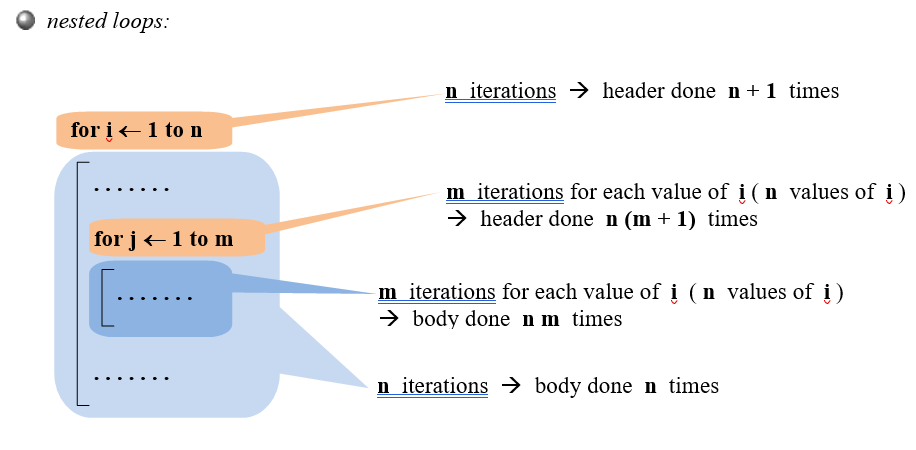 nested loops:
n iterations → header done n + 1 times
for i ← 1 to n
.......
m iterations for each value of i ( n values of i )
→ header done n (m + 1) times
for j ← 1 to m
.......
m iterations for each value of i ( n values of i )
→ body done n m times
.......
n iterations → body done n times